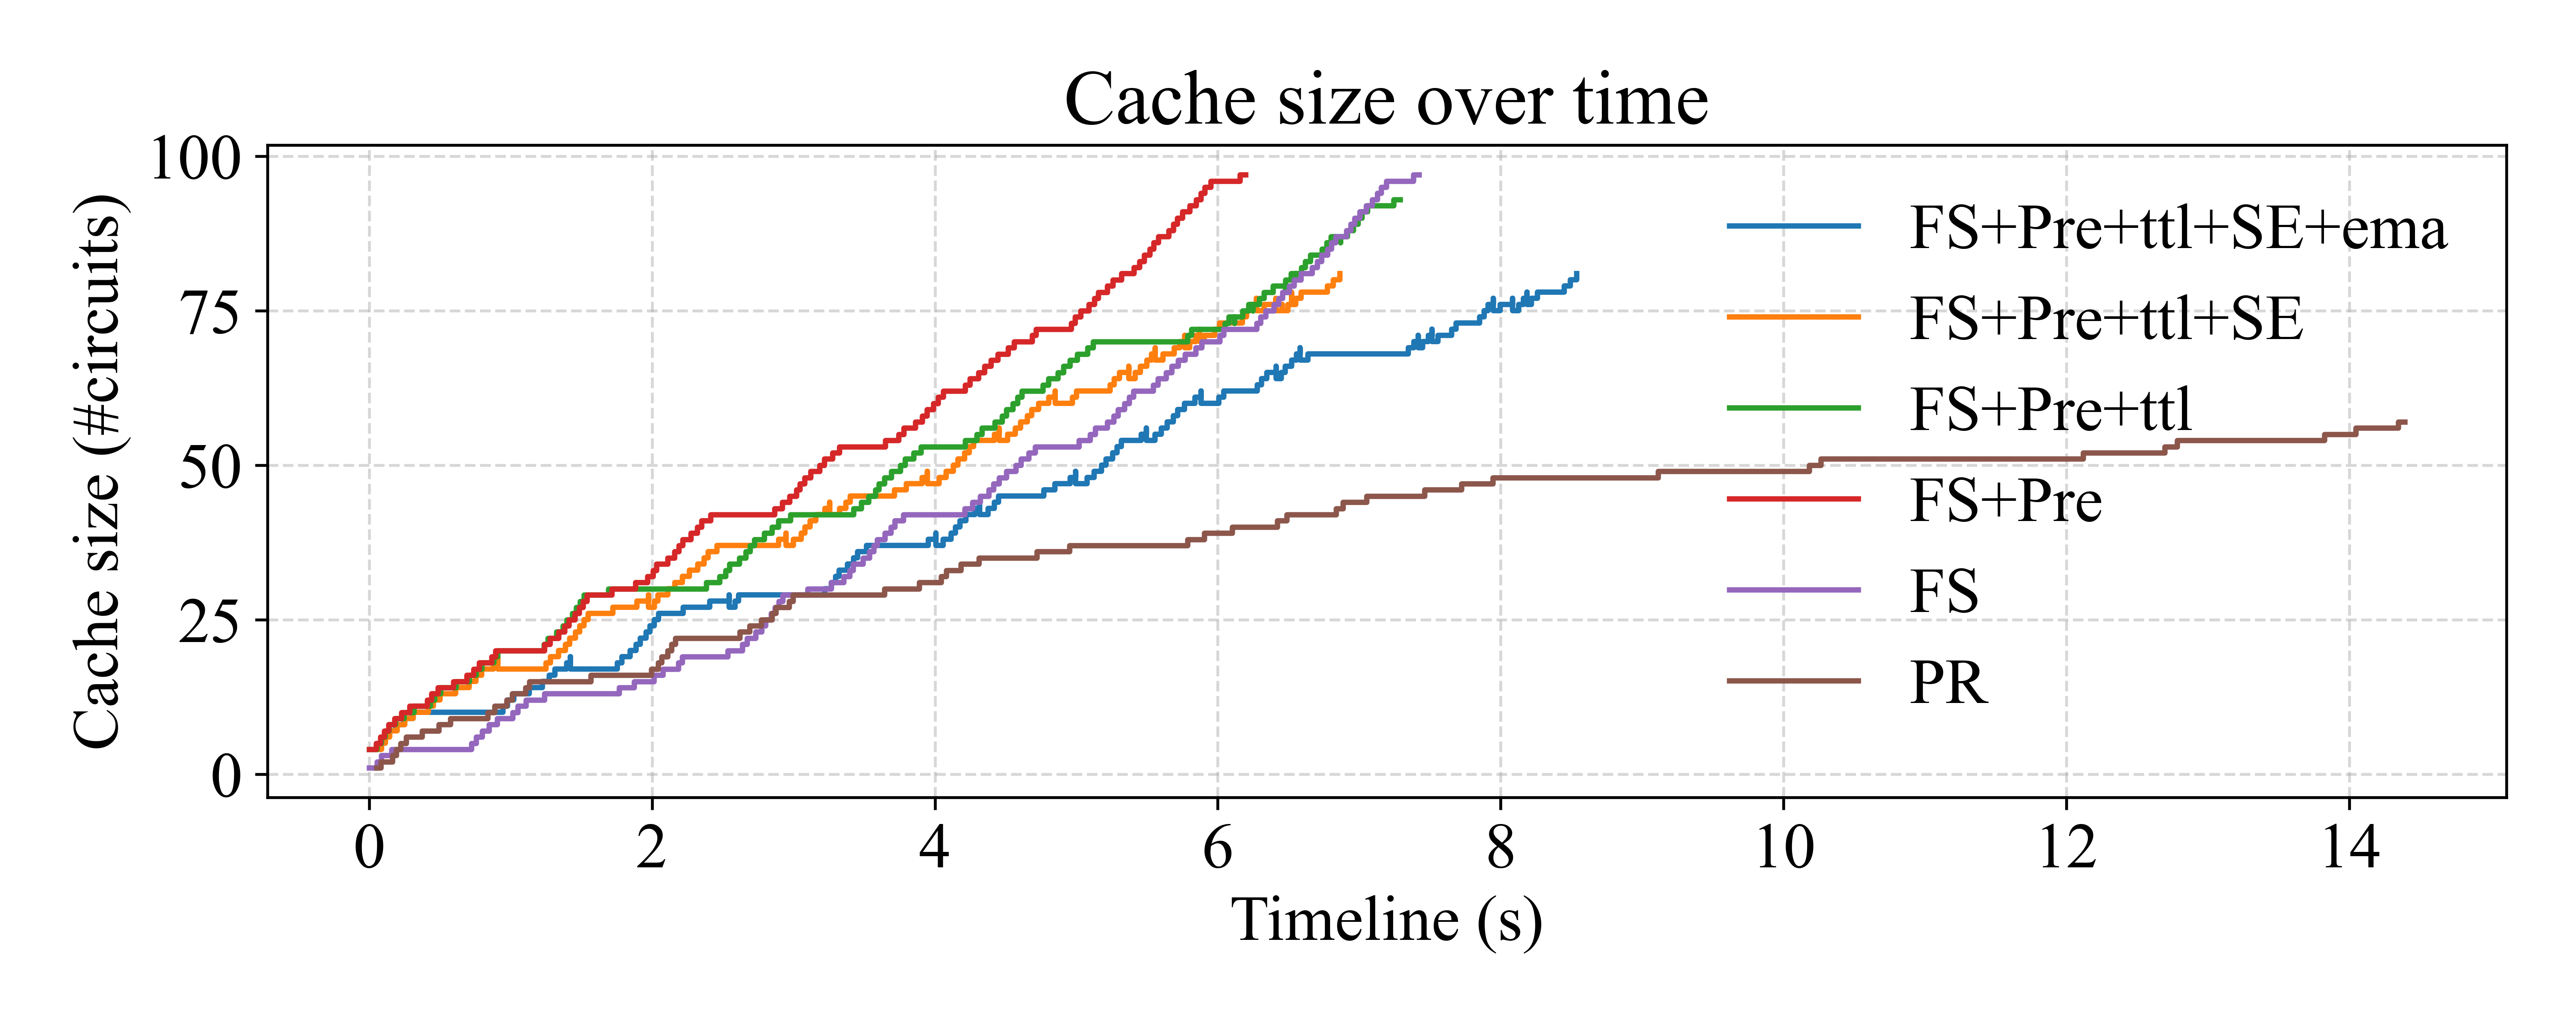 Cache size over time
Cache size (#circuits)
100
75
50
25
0
FS+Pre+ttl+SE+ema
FS+Pre+ttl+SE
FS+Pre+ttl
FS+Pre
FS
PR
0 2 4 6 8 10 12 14
Timeline (s)